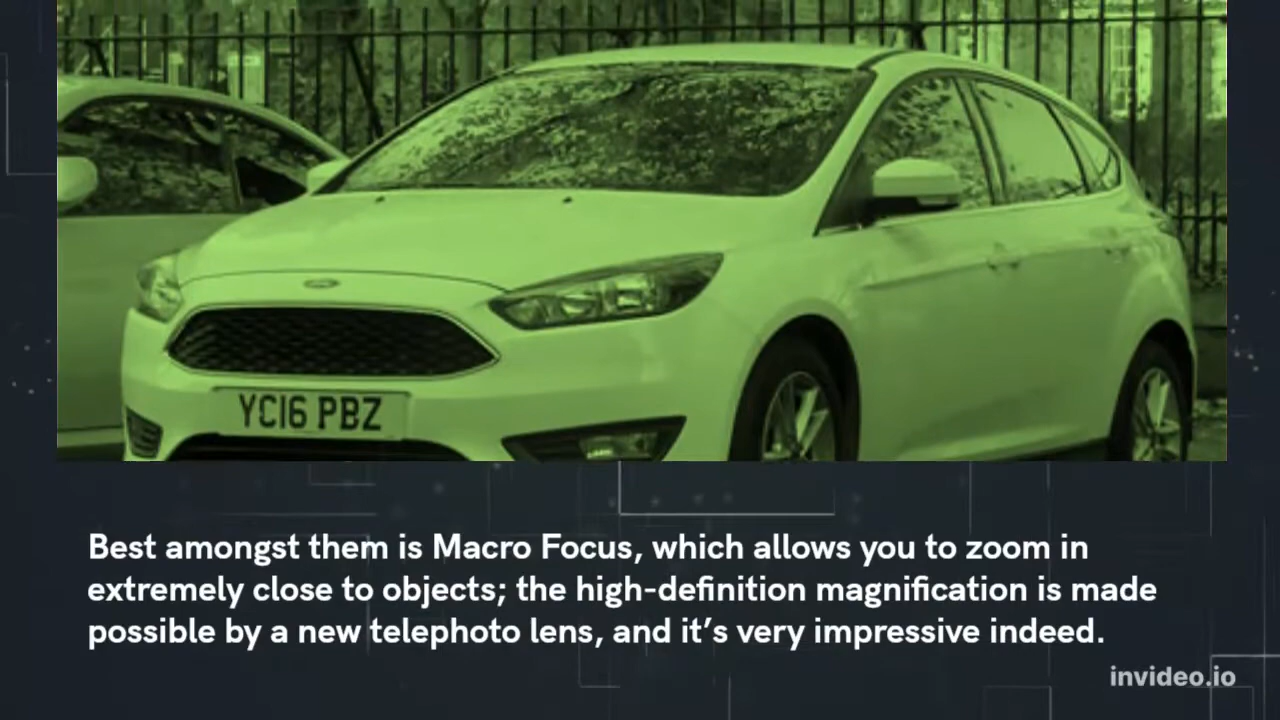 YC16 PBZ
Best amongst them is Macro Focus, which allows you to zoom in
extremely close to objects; the high-definition magnification is made
possible by a new telephoto lens, and it’s very impressive indeed.
invideo.io